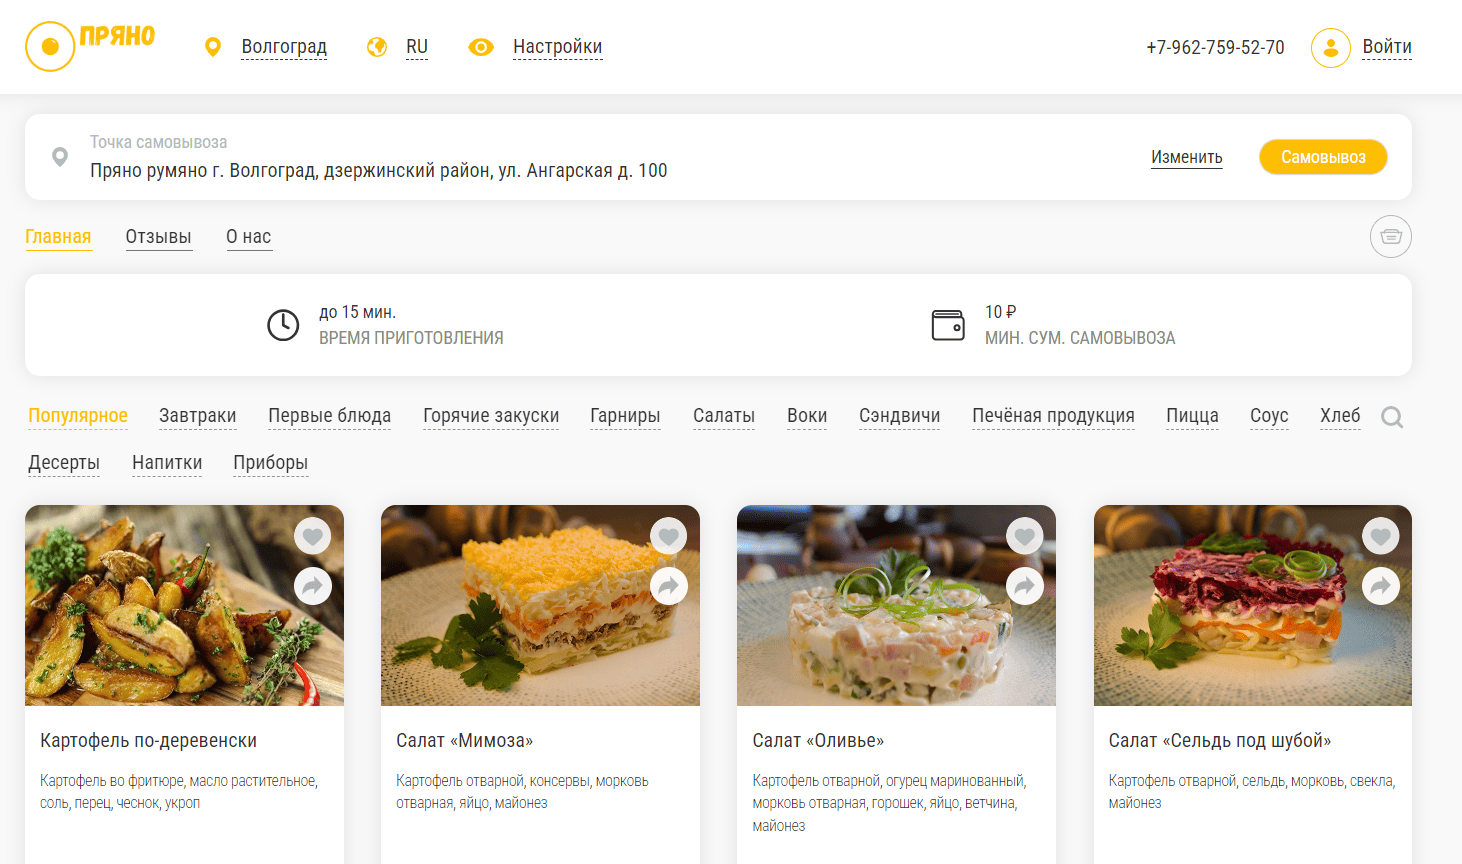 ПРЯНО
Волгоград
RU
Настройки
+7-962-759-52-70
Войти
Точка самовывоза
Пряно румяно г. Волгоград, дзержинский район, ул. Ангарская д. 100
Изменить
Самовывоз
Главная
Отзывы
О нас
до 15 мин.
ВРЕМЯ ПРИГОТОВЛЕНИЯ
10 ₽
МИН. СУМ. САМОВЫВОЗА
Популярное Завтраки Первые блюда Горячие закуски Гарниры Салаты Воки Сэндвичи Печёная продукция Пицца Соус Хлеб
Десерты Напитки Приборы
Картофель по-деревенски
Картофель во фритюре, масло растительное,
соль, перец, чеснок, укроп
Салат «Мимоза»
Картофель отварной, консервы, морковь
отварная, яйцо, майонез
Салат «Оливье»
Картофель отварной, огурец маринованный,
морковь отварная, горошек, яйцо, ветчина,
майонез
Салат «Сельдь под шубой»
Картофель отварной, сельдь, морковь, свекла,
майонез